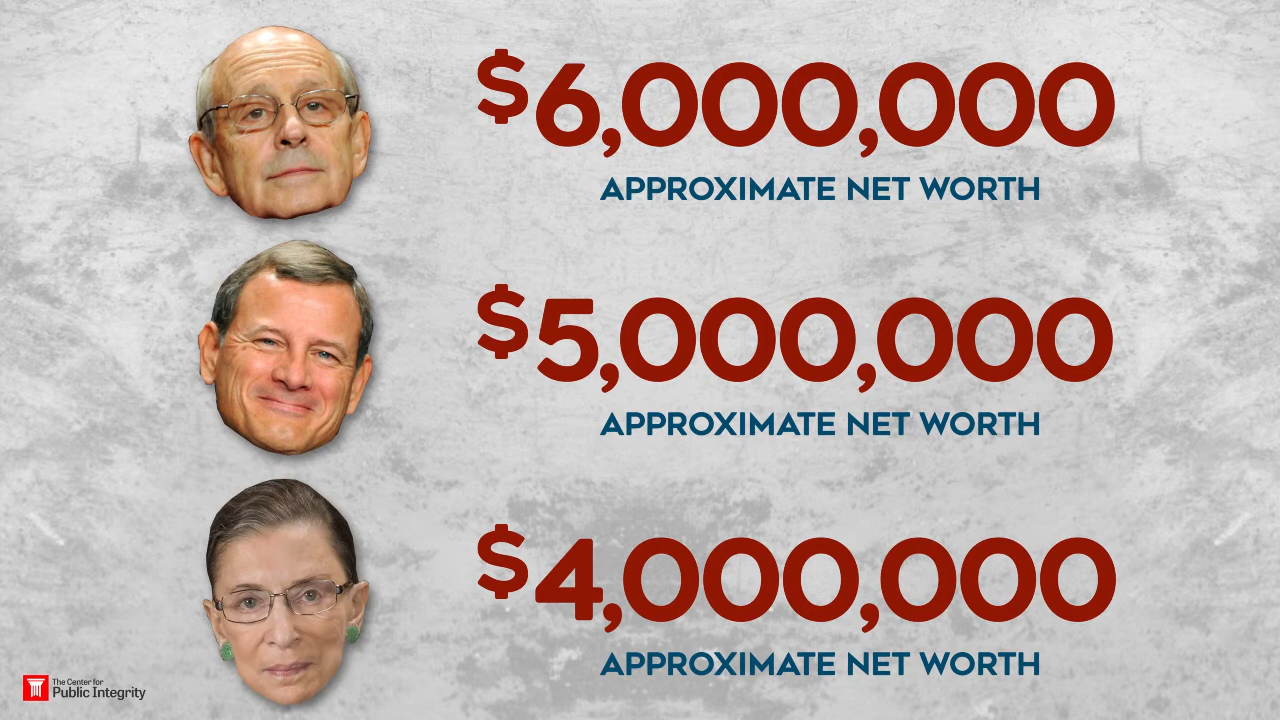 $6,000,000
APPROXIMATE NET WORTH
$5,000,000
APPROXIMATE NET WORTH
$4,000,000
APPROXIMATE NET WORTH
The Center for
Public Integrity